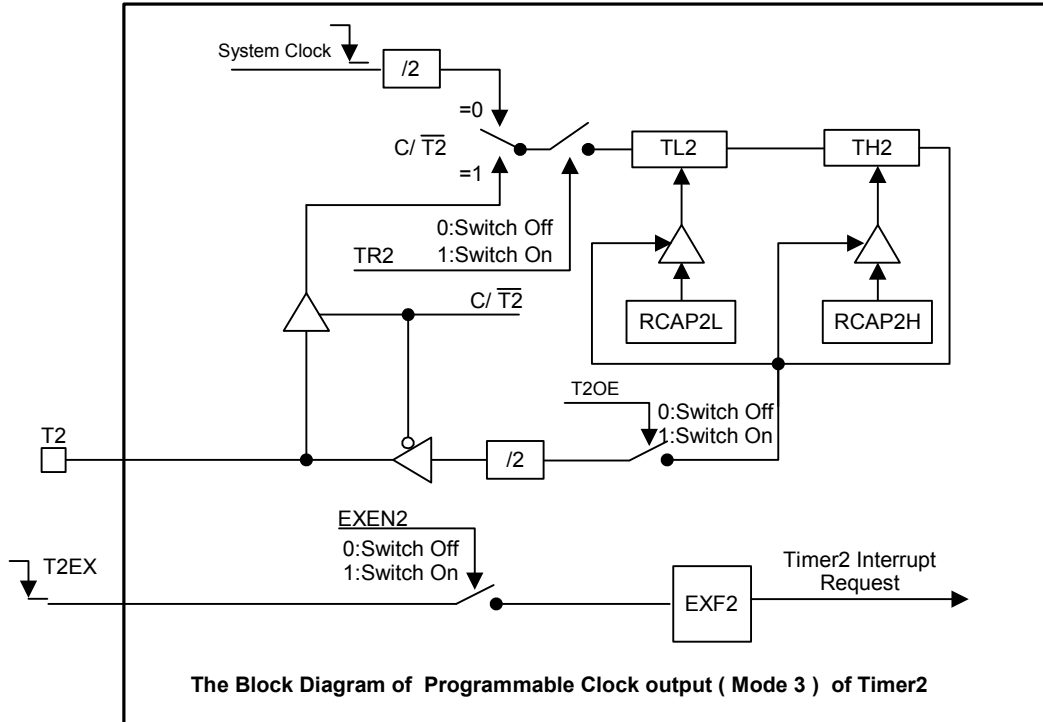 System Clock
/2
=0
C/ T2
=1
TL2
TH2
0:Switch Off
1:Switch On
TR2
C/ T2
RCAP2L
RCAP2H
T2OE
0:Switch Off
1:Switch On
T2
/2
EXEN2
0:Switch Off
1:Switch On
T2EX
Timer2 Interrupt
Request
EXF2
The Block Diagram of Programmable Clock output ( Mode 3 ) of Timer2